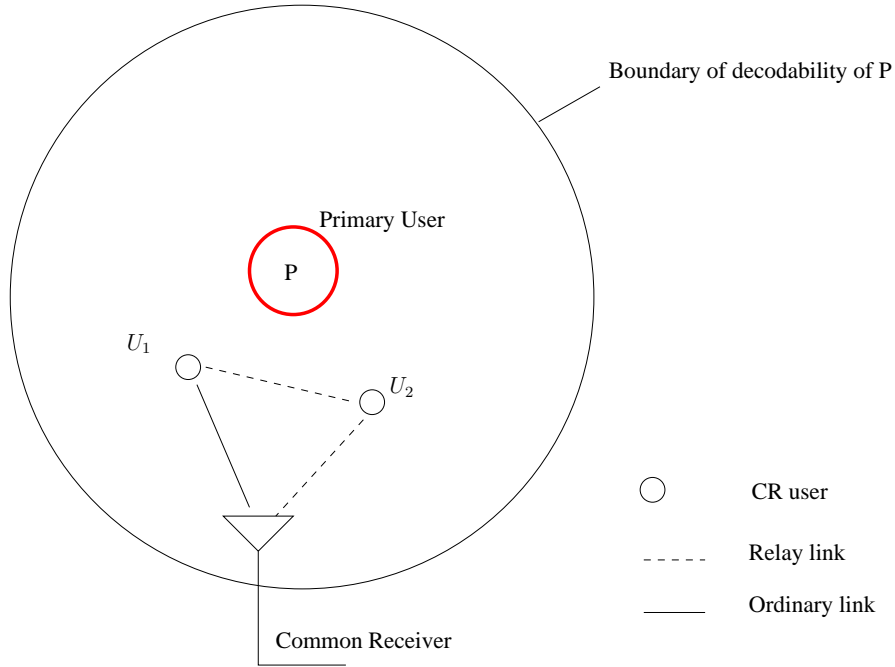 Boundary of decodability of P
Primary User
P
U₁
U₂
CR user
Relay link
Ordinary link
Common Receiver